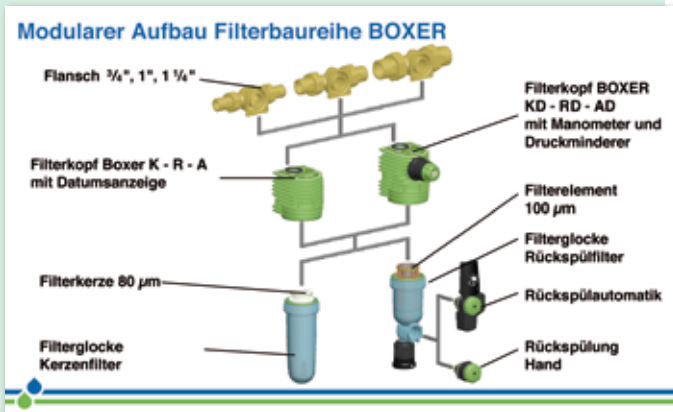 Modularer Aufbau Filterbaureihe BOXER
Flansch ¾", 1", 1 ¼"
Filterkopf BOXER
KD - RD - AD
mit Manometer und
Druckminderer
Filterkopf Boxer K - R - A
mit Datumsanzeige
Filterelement
100 µm
Filterglocke
Rückspülfilter
Filterkerze 80 µm
Rückspülautomatik
Filterglocke
Kerzenfilter
Rückspülung
Hand